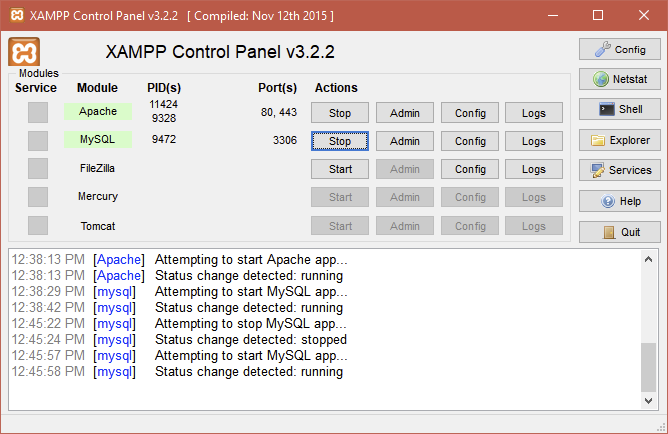 XAMPP Control Panel v3.2.2 [ Compiled: Nov 12th 2015 ]
XAMPP Control Panel v3.2.2
Config
Modules
Service Module PID(s) Port(s) Actions
Netstat
Apache 11424 9328 80, 443 Stop Admin Config Logs
Shell
MySQL 9472 3306 Stop Admin Config Logs
Explorer
FileZilla Start Admin Config Logs
Services
Mercury Start Admin Config Logs
Help
Tomcat Start Admin Config Logs
Quit
12:38:13 PM [Apache] Attempting to start Apache app...
12:38:13 PM [Apache] Status change detected: running
12:38:29 PM [mysql] Attempting to start MySQL app...
12:38:42 PM [mysql] Status change detected: running
12:45:22 PM [mysql] Attempting to stop MySQL app...
12:45:24 PM [mysql] Status change detected: stopped
12:45:57 PM [mysql] Attempting to start MySQL app...
12:45:58 PM [mysql] Status change detected: running